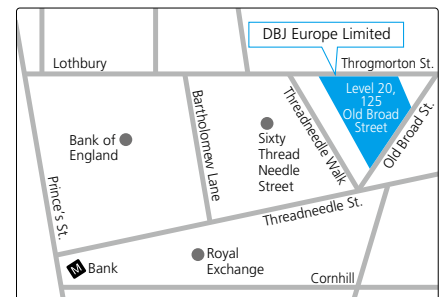 DBJ Europe Limited
Lothbury
Throgmorton St.
Level 20,
125
Old Broad
Street
Bartholomew Lane
Threadneedle Walk
Old Broad St.
Bank of
England
Sixty
Thread
Needle
Street
Prince's St.
Threadneedle St.
M Bank
Royal
Exchange
Cornhill